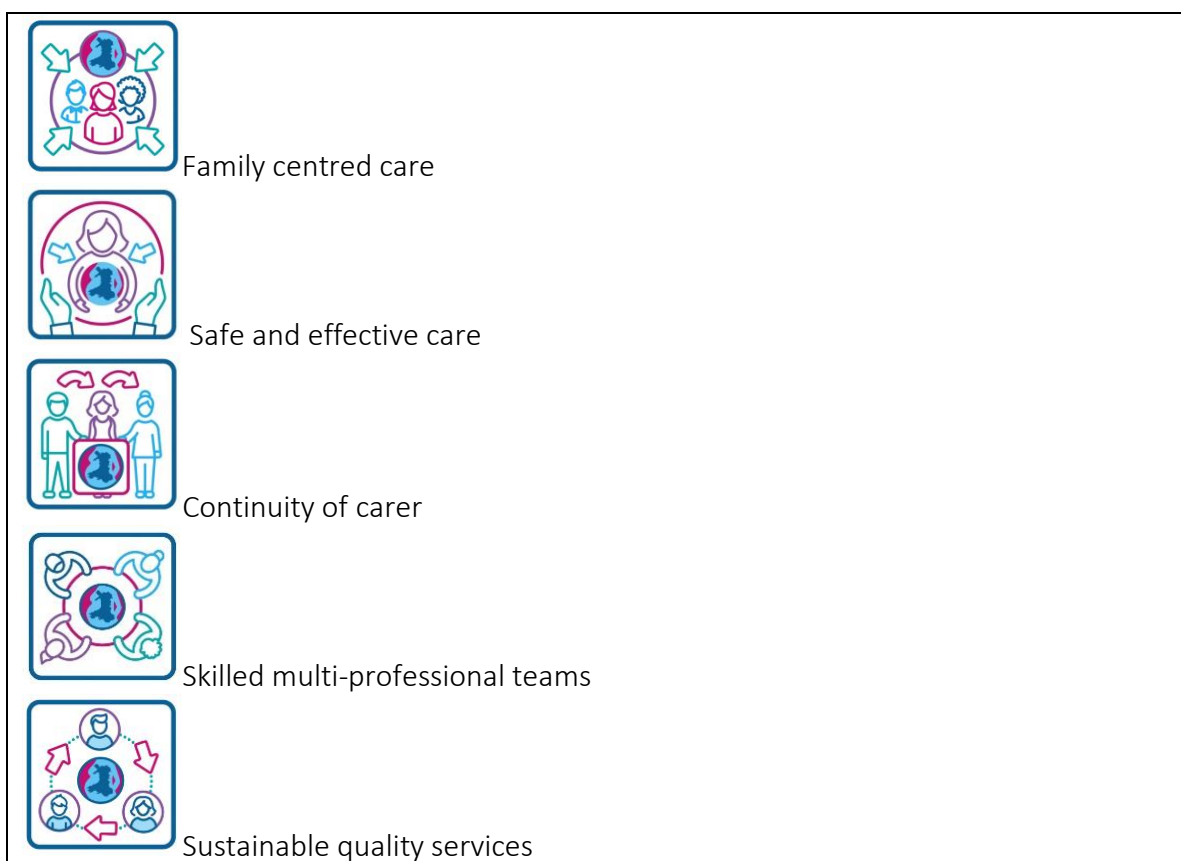 Family centred care
Safe and effective care
Continuity of carer
Skilled multi-professional teams
Sustainable quality services